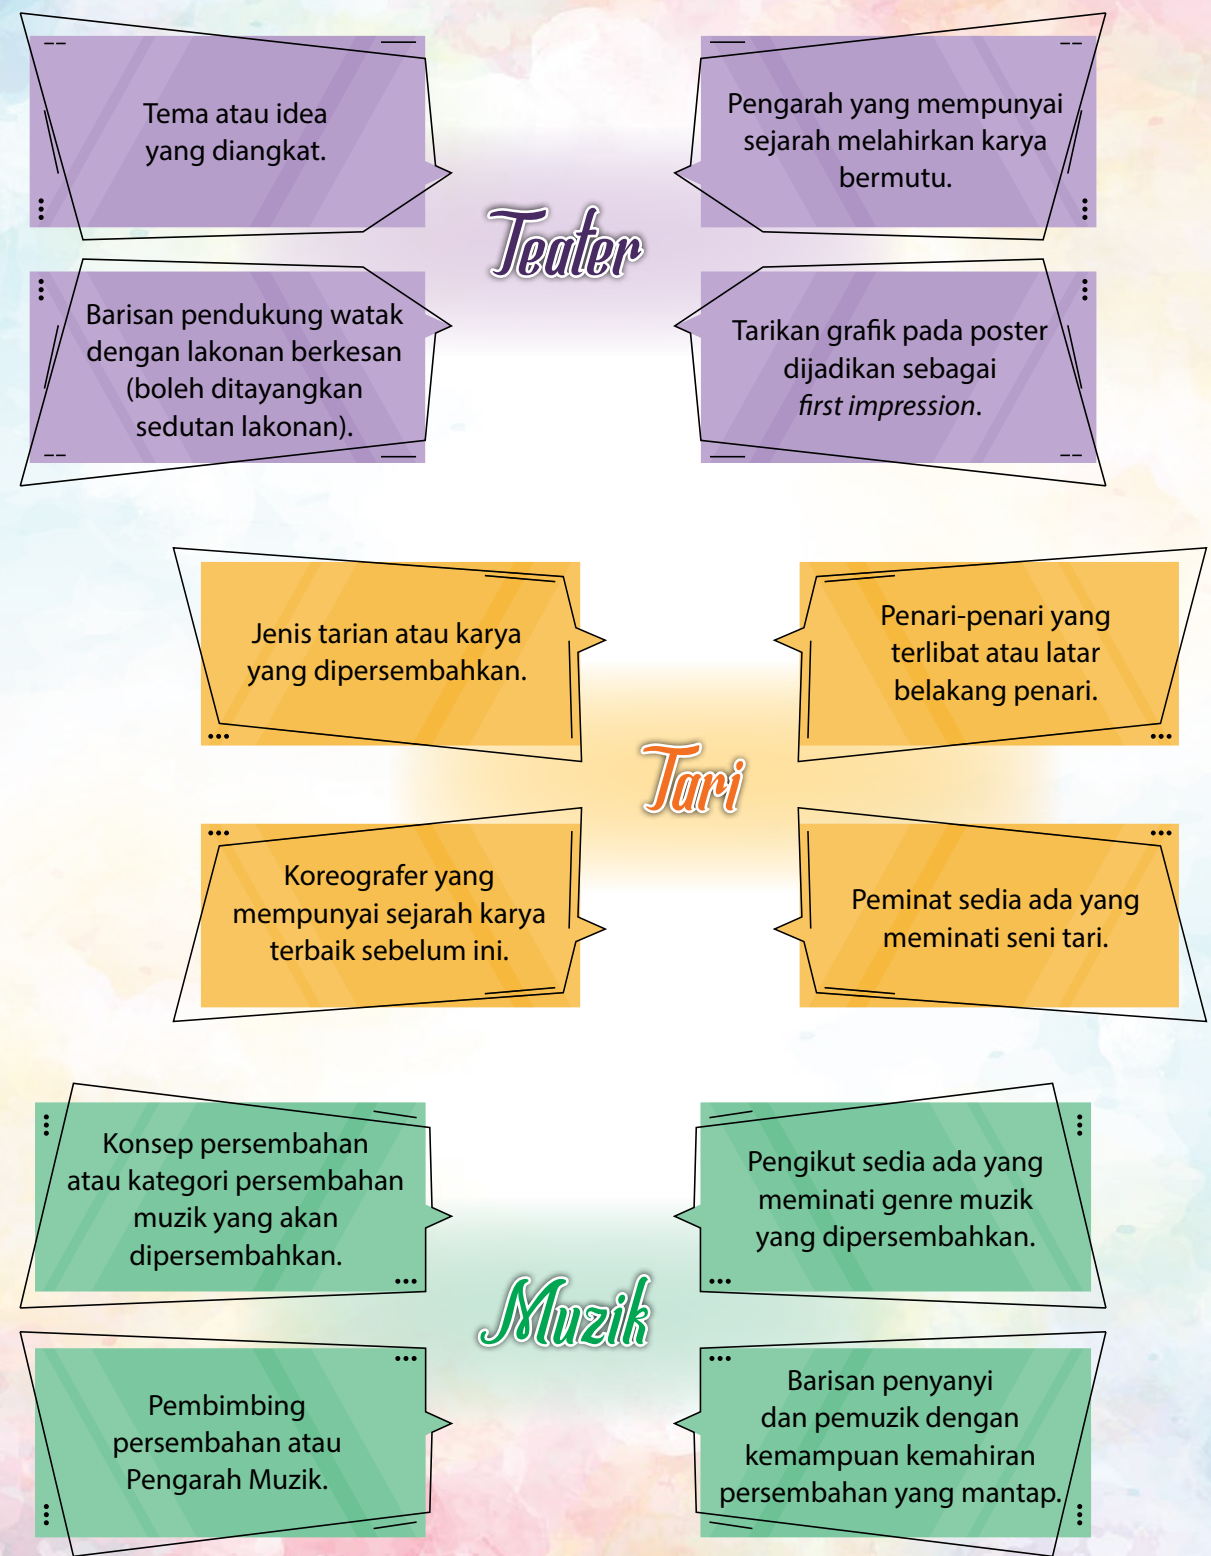 Tema atau idea
yang diangkat.
Pengarah yang mempunyai
sejarah melahirkan karya
bermutu.
Teater
Barisan pendukung watak
dengan lakonan berkesan
(boleh ditayangkan
sedutan lakonan).
Tarikan grafik pada poster
dijadikan sebagai
first impression.
Jenis tarian atau karya
yang dipersembahkan.
Penari-penari yang
terlibat atau latar
belakang penari.
Tari
Koreografer yang
mempunyai sejarah karya
terbaik sebelum ini.
Peminat sedia ada yang
meminati seni tari.
Konsep persembahan
atau kategori persembahan
muzik yang akan
dipersembahkan.
Pengikut sedia ada yang
meminati genre muzik
yang dipersembahkan.
Muzik
Pembimbing
persembahan atau
Pengarah Muzik.
Barisan penyanyi
dan pemuzik dengan
kemampuan kemahiran
persembahan yang mantap.